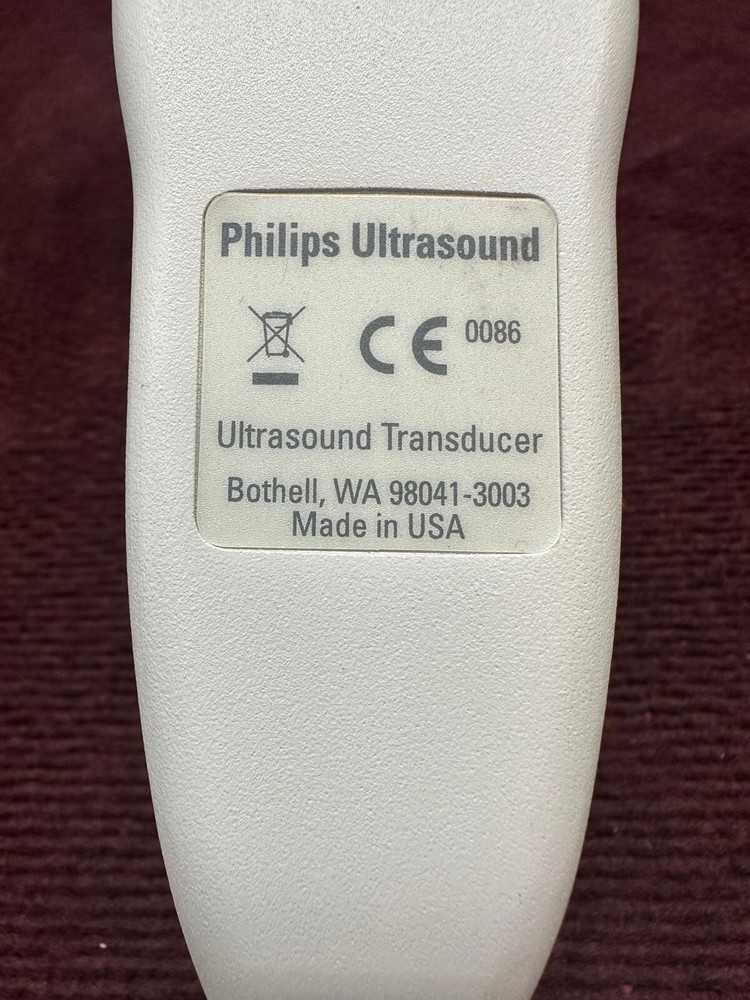 Philips Ultrasound
CE 0086
Ultrasound Transducer
Bothell, WA 98041-3003
Made in USA